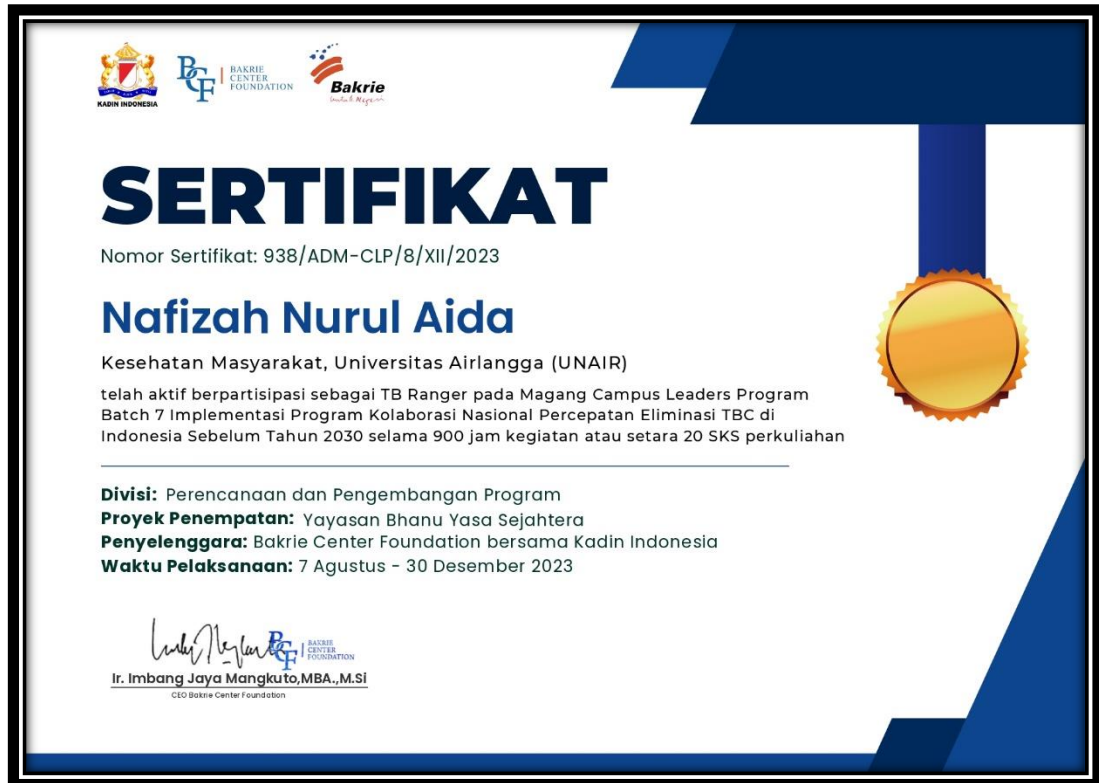 KADIN INDONESIA
BCF BAKRIE
CENTER
FOUNDATION
Bakrie
Untuk Negeri
SERTIFIKAT
Nomor Sertifikat: 938/ADM-CLP/8/XII/2023
Nafizah Nurul Aida
Kesehatan Masyarakat, Universitas Airlangga (UNAIR)
telah aktif berpartisipasi sebagai TB Ranger pada Magang Campus Leaders Program
Batch 7 Implementasi Program Kolaborasi Nasional Percepatan Eliminasi TBC di
Indonesia Sebelum Tahun 2030 selama 900 jam kegiatan atau setara 20 SKS perkuliahan
Divisi: Perencanaan dan Pengembangan Program
Proyek Penempatan: Yayasan Bhanu Yasa Sejahtera
Penyelenggara: Bakrie Center Foundation bersama Kadin Indonesia
Waktu Pelaksanaan: 7 Agustus - 30 Desember 2023
BCF BAKRIE
CENTER
FOUNDATION
Ir. Imbang Jaya Mangkuto,MBA.,M.Si
CEO Bakrie Center Foundation